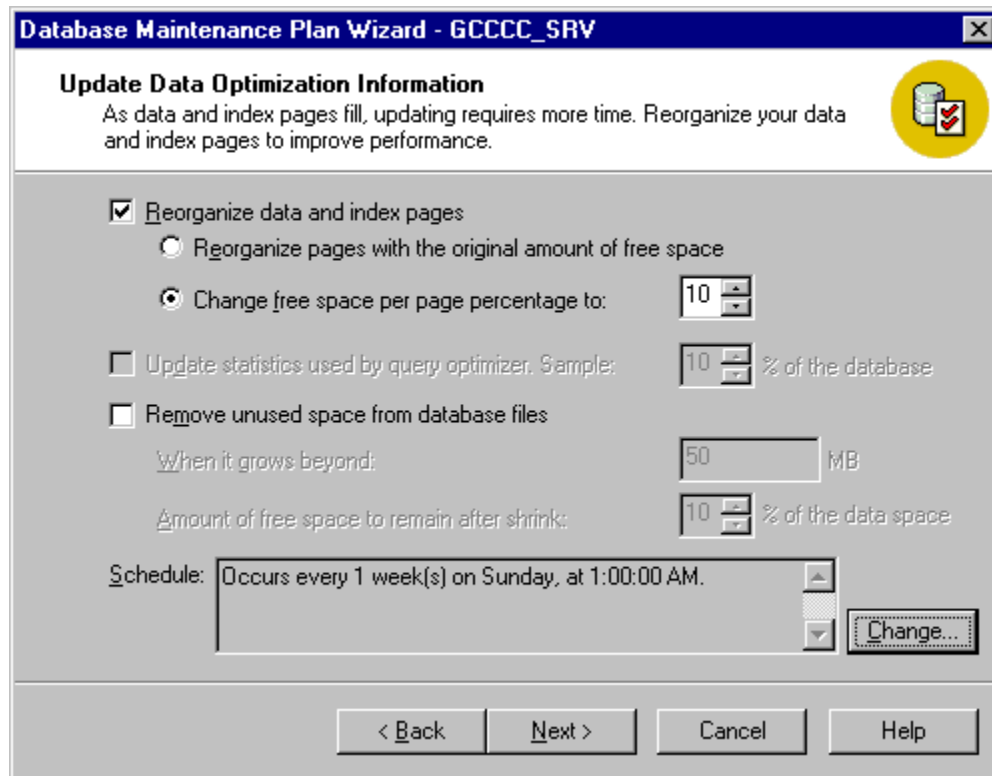 Database Maintenance Plan Wizard - GCCCC_SRV
Update Data Optimization Information
As data and index pages fill, updating requires more time. Reorganize your data
and index pages to improve performance.
Reorganize data and index pages
Reorganize pages with the original amount of free space
Change free space per page percentage to: 10
Update statistics used by query optimizer. Sample: 10 % of the database
Remove unused space from database files
When it grows beyond: 50 MB
Amount of free space to remain after shrink: 10 % of the data space
Schedule: Occurs every 1 week(s) on Sunday, at 1:00:00 AM.
Change...
< Back Next > Cancel Help